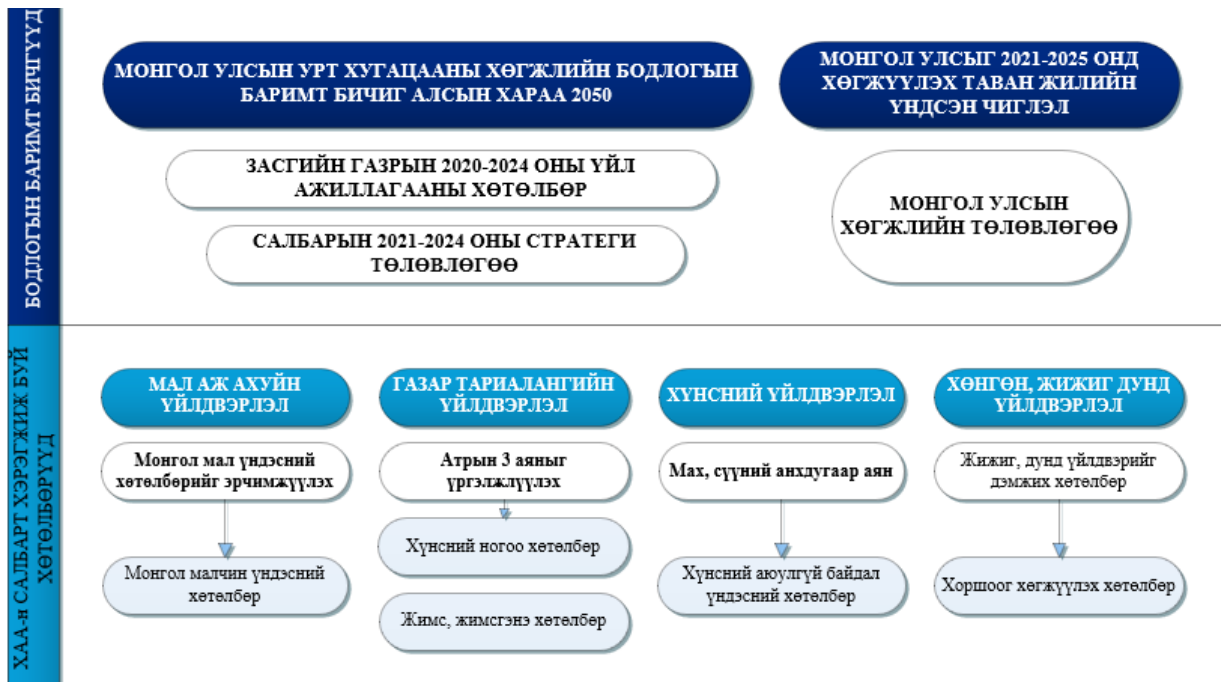 БОДЛОГЫН БАРИМТ БИЧГҮҮД
МОНГОЛ УЛСЫН УРТ ХУГАЦААНЫ ХӨГЖЛИЙН БОДЛОГЫН
БАРИМТ БИЧИГ АЛСЫН ХАРАА 2050
МОНГОЛ УЛСЫГ 2021-2025 ОНД
ХӨГЖҮҮЛЭХ ТАВАН ЖИЛИЙН
ҮНДСЭН ЧИГЛЭЛ
ЗАСГИЙН ГАЗРЫН 2020-2024 ОНЫ ҮЙЛ
АЖИЛЛАГААНЫ ХӨТӨЛБӨР
САЛБАРЫН 2021-2024 ОНЫ СТРАТЕГИ
ТӨЛӨВЛӨГӨӨ
МОНГОЛ УЛСЫН
ХӨГЖЛИЙН ТӨЛӨВЛӨГӨӨ
ХАА-н САЛБАРТ ХЭРЭГЖИЖ БУЙ
ХӨТӨЛБӨРҮҮД
МАЛ АЖ АХУЙН
ҮЙЛДВЭРЛЭЛ
Монгол мал үндэсний
хөтөлбөрийг эрчимжүүлэх
Монгол малчин үндэсний
хөтөлбөр
ГАЗАР ТАРИАЛАНГИЙН
ҮЙЛДВЭРЛЭЛ
Атрын 3 аяныг
үргэлжлүүлэх
Хүнсний ногоо хөтөлбөр
Жимс, жимсгэнэ хөтөлбөр
ХҮНСНИЙ ҮЙЛДВЭРЛЭЛ
Мах, сүүний анхдугаар аян
Хүнсний аюулгүй байдал
үндэсний хөтөлбөр
ХӨНГӨН, ЖИЖИГ ДУНД
ҮЙЛДВЭРЛЭЛ
Жижиг, дунд үйлдвэрийг
дэмжих хөтөлбөр
Хоршоог хөгжүүлэх хөтөлбөр